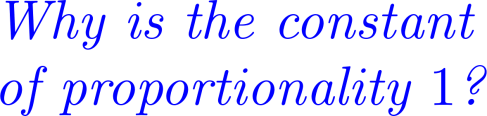 Why is the constant
of proportionality 1?